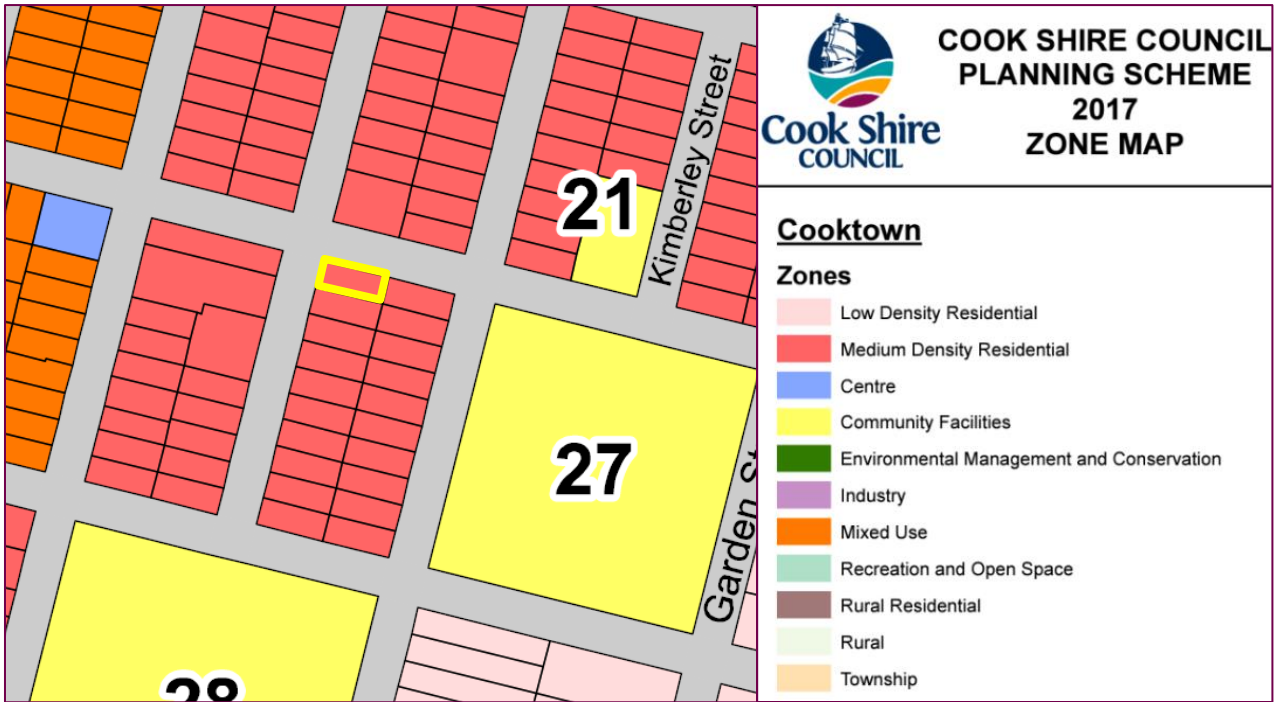 21
Kimberley Street
27
Garden St
28
Cook Shire
COUNCIL
COOK SHIRE COUNCIL
PLANNING SCHEME
2017
ZONE MAP
Cooktown
Zones
Low Density Residential
Medium Density Residential
Centre
Community Facilities
Environmental Management and Conservation
Industry
Mixed Use
Recreation and Open Space
Rural Residential
Rural
Township